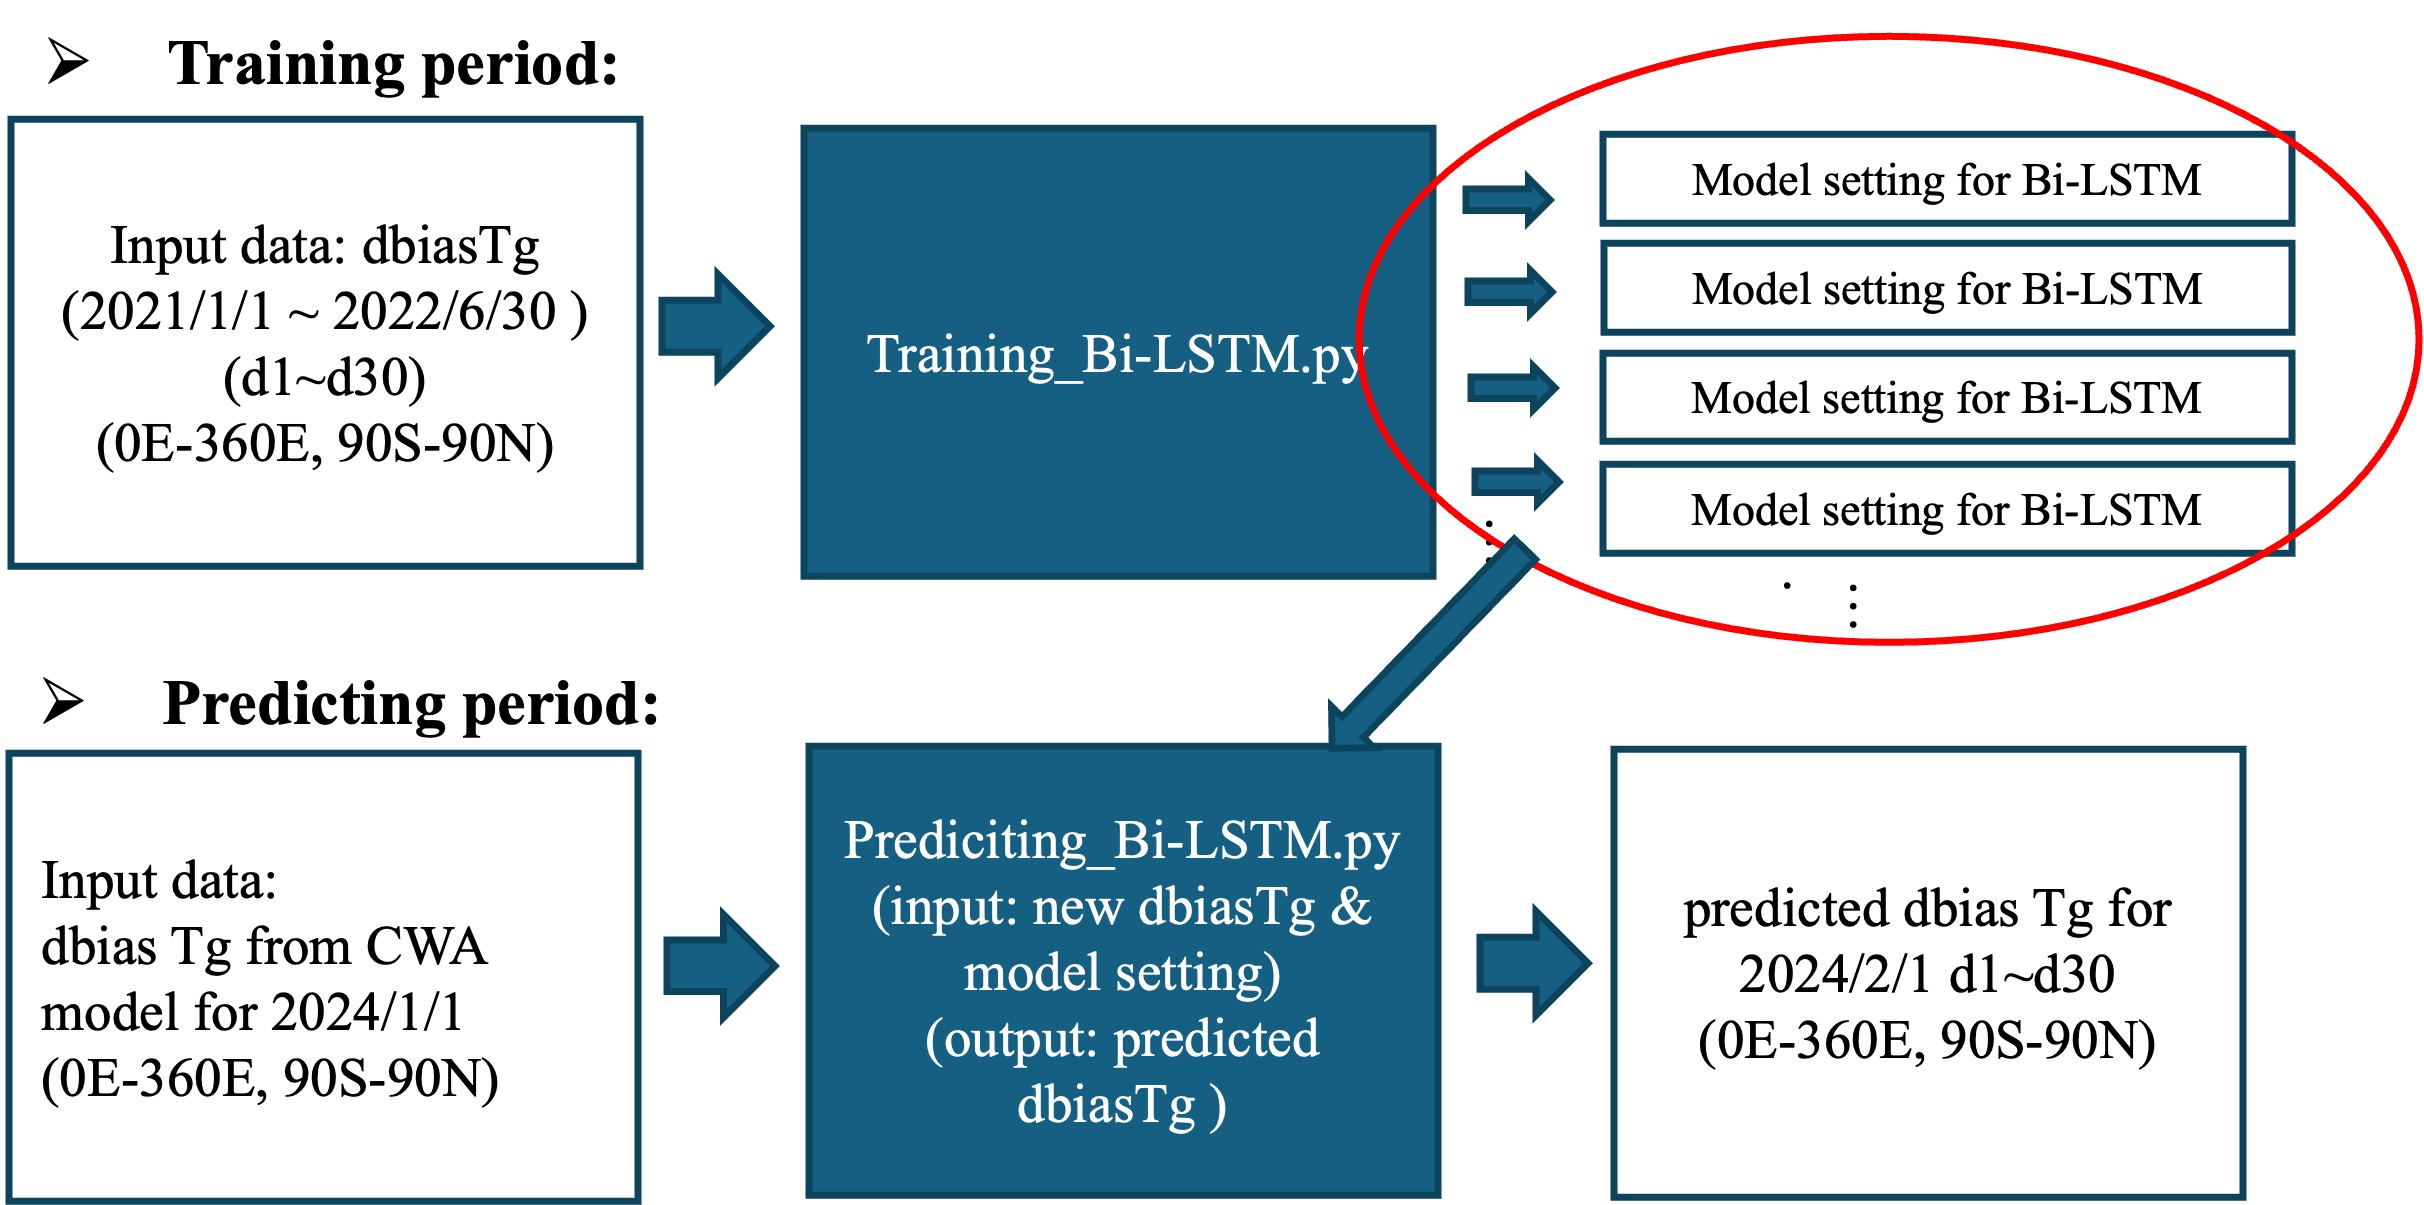 Training period:
Input data: dbiasTg
(2021/1/1 ~ 2022/6/30 )
(d1~d30)
(0E-360E, 90S-90N)
Training_Bi-LSTM.py
Model setting for Bi-LSTM
Model setting for Bi-LSTM
Model setting for Bi-LSTM
Model setting for Bi-LSTM
Predicting period:
Input data:
dbias Tg from CWA
model for 2024/1/1
(0E-360E, 90S-90N)
Prediciting_Bi-LSTM.py
(input: new dbiasTg &
model setting)
(output: predicted
dbiasTg )
predicted dbias Tg for
2024/2/1 d1~d30
(0E-360E, 90S-90N)